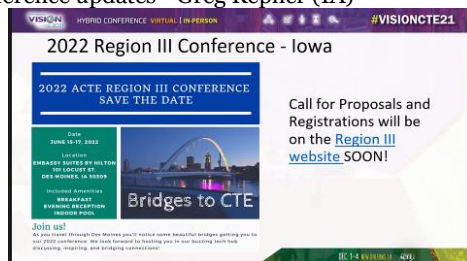 ference updates - Greg Kepner (IA)
VISION HYBRID CONFERENCE VIRTUAL | IN-PERSON #VISIONCTE21
2022 Region III Conference - Iowa
2022 ACTE REGION III CONFERENCE
SAVE THE DATE
Date
JUNE 15-17, 2022
Location
EMBASSY SUITES BY HILTON
101 LOCUST ST.
DES MOINES, IA 50309
Included Amenities
BREAKFAST
EVENING RECEPTION
INDOOR POOL
Bridges to CTE
Call for Proposals and
Registrations will be
on the Region III
website SOON!
Join us!
As you travel through Des Moines you'll notice some beautiful bridges getting you to
our 2022 conference. We look forward to hosting you in our buzzing tech hub
discussing, inspiring, and bridging connections!
DEC 1-4